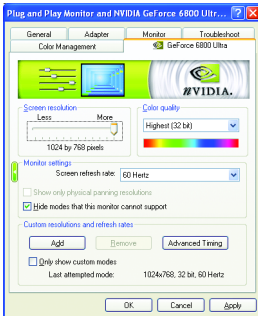 Plug and Play Monitor and NVIDIA GeForce 6800 Ultr...
General Adapter Monitor Troubleshoot
Color Management GeForce 6800 Ultra
NVIDIA.
Screen resolution
Less More
1024 by 768 pixels
Color quality
Highest (32 bit)
Monitor settings
Screen refresh rate: 60 Hertz
Show only physical panning resolutions
Hide modes that this monitor cannot support
Custom resolutions and refresh rates
Add Remove Advanced Timing
Only show custom modes
Last attempted mode: 1024x768, 32 bit, 60 Hertz
OK Cancel Apply